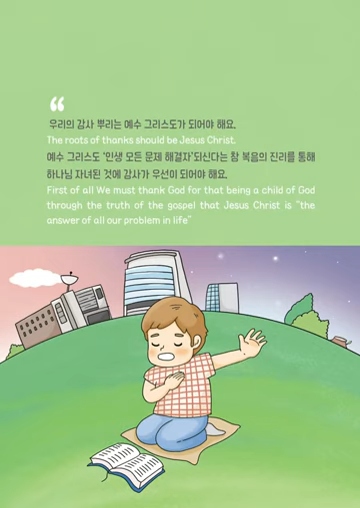 “
우리의 감사 뿌리는 예수 그리스도가 되어야 해요.
The roots of thanks should be Jesus Christ.
예수 그리스도 '인생 모든 문제 해결자'되신다는 참 복음의 진리를 통해
하나님 자녀된 것에 감사가 우선이 되어야 해요.
First of all We must thank God for that being a child of God
through the truth of the gospel that Jesus Christ is “the
answer of all our problem in life”